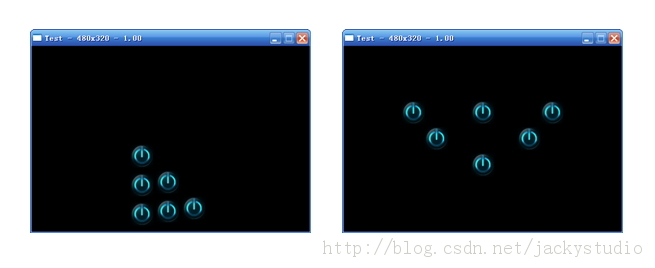 Test - 480x320 - 1.00
Test - 480x320 - 1.00
http://blog.csdn.net/jackystudio